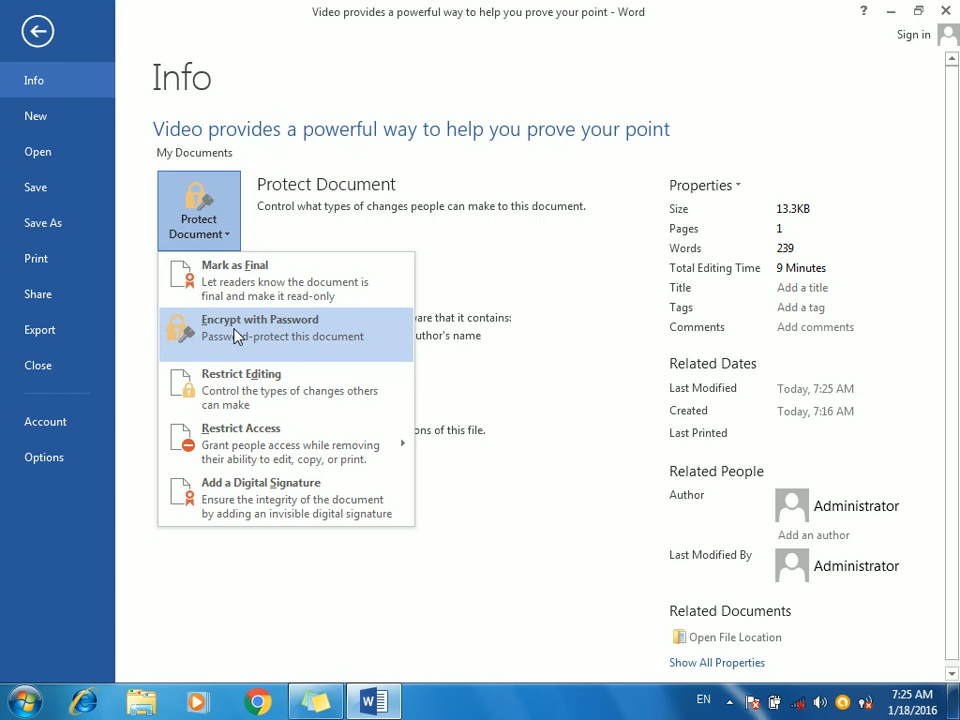 Video provides a powerful way to help you prove your point - Word
?
Sign in
Info
New
Open
Save
Save As
Print
Share
Export
Close
Account
Options
Info
Video provides a powerful way to help you prove your point
My Documents
Protect
Document
Protect Document
Control what types of changes people can make to this document.
Mark as Final
Let readers know the document is
final and make it read-only
Encrypt with Password
Password-protect this document
Restrict Editing
Control the types of changes others
can make
Restrict Access
Grant people access while removing
their ability to edit, copy, or print.
Add a Digital Signature
Ensure the integrity of the document
by adding an invisible digital signature
ware that it contains:
uthor's name
ons of this file.
Properties
Size 13.3KB
Pages 1
Words 239
Total Editing Time 9 Minutes
Title Add a title
Tags Add a tag
Comments Add comments
Related Dates
Last Modified Today, 7:25 AM
Created Today, 7:16 AM
Last Printed
Related People
Author Administrator
Add an author
Last Modified By Administrator
Related Documents
Open File Location
Show All Properties
EN
7:25 AM
1/18/2016